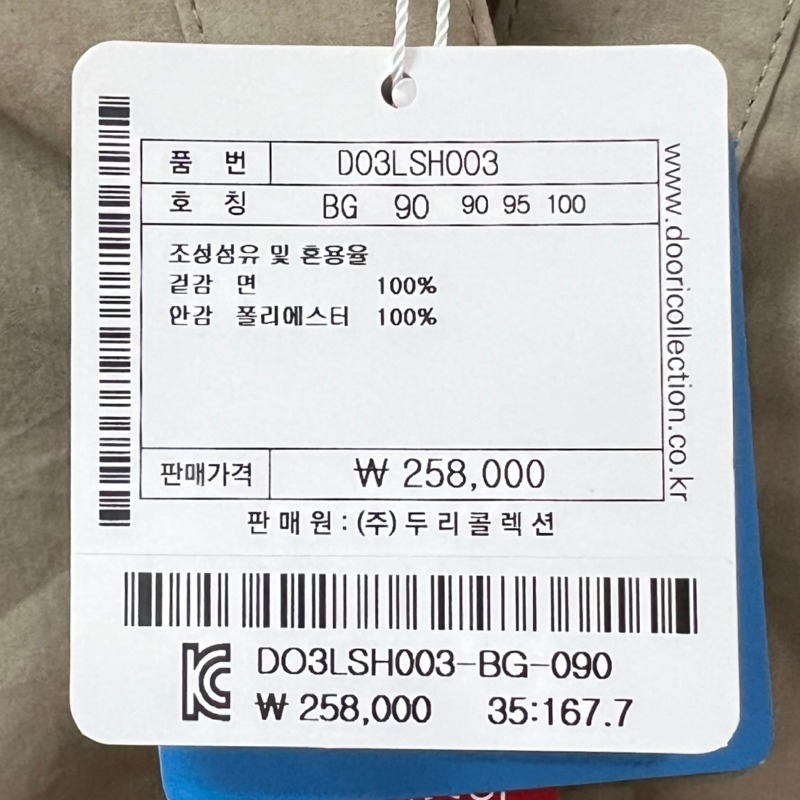 품 번 DO3LSH003
호 칭 BG 90 90 95 100
조성섬유 및 혼용율
겉감 면 100%
안감 폴리에스터 100%
판매가격 ₩ 258,000
판 매 원 : (주) 두 리 콜 렉 션
www.dooricollection.co.kr
DO3LSH003-BG-090
₩ 258,000 35:167.7